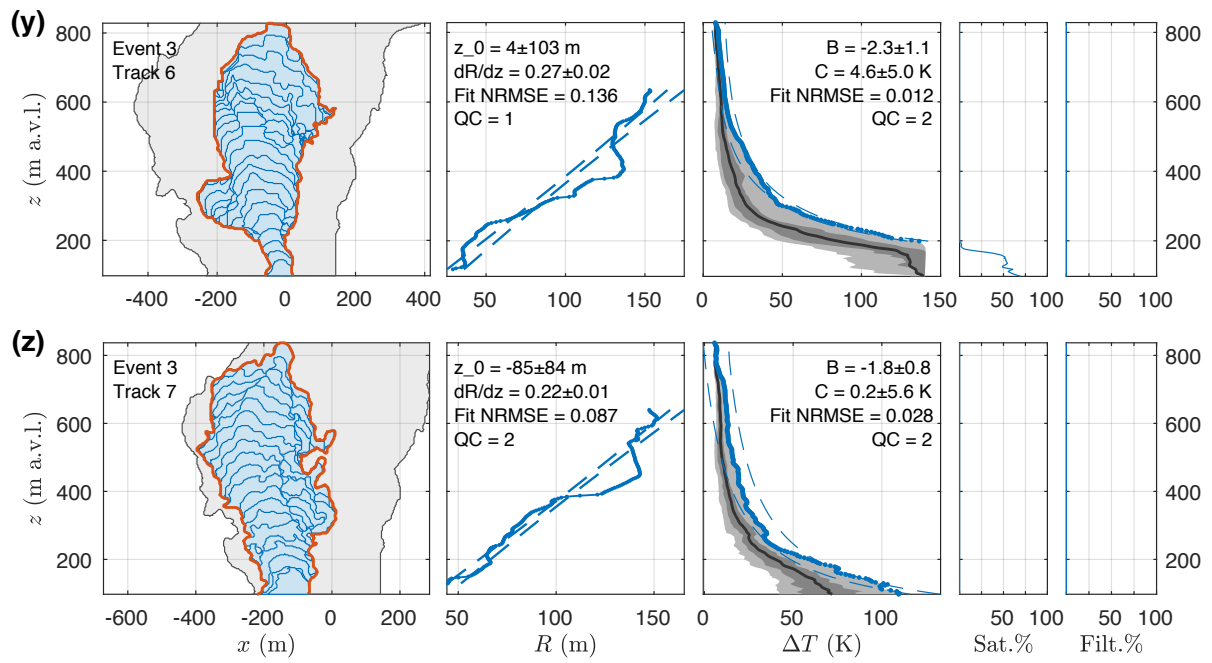 (y)
800
600
400
200
z (m a.v.l.)
Event 3
Track 6
z_0 = 4±103 m
dR/dz = 0.27±0.02
Fit NRMSE = 0.136
QC = 1
B = -2.3±1.1
C = 4.6±5.0 K
Fit NRMSE = 0.012
QC = 2
800
600
400
200
-400 -200 0 200 400
50 100 150
0 50 100 150
25 50 100
25 50 100
(z)
800
600
400
200
z (m a.v.l.)
Event 3
Track 7
z_0 = -85±84 m
dR/dz = 0.22±0.01
Fit NRMSE = 0.087
QC = 2
B = -1.8±0.8
C = 0.2±5.6 K
Fit NRMSE = 0.028
QC = 2
800
600
400
200
-600 -400 -200 0 200
50 100 150
50 100 150
0 25 50 100
0 25 50 100
x (m)
R (m)
ΔT (K)
Sat.%
Filt.%